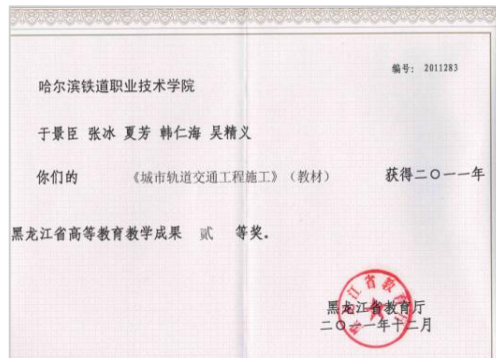 编号: 2011283
哈尔滨铁道职业技术学院
于景臣 张冰 夏芳 韩仁海 吴精义
你们的 《城市轨道交通工程施工》（教材） 获得二〇一一年
黑龙江省高等教育教学成果 贰 等奖.
黑龙江省教育厅
二〇一一年十二月